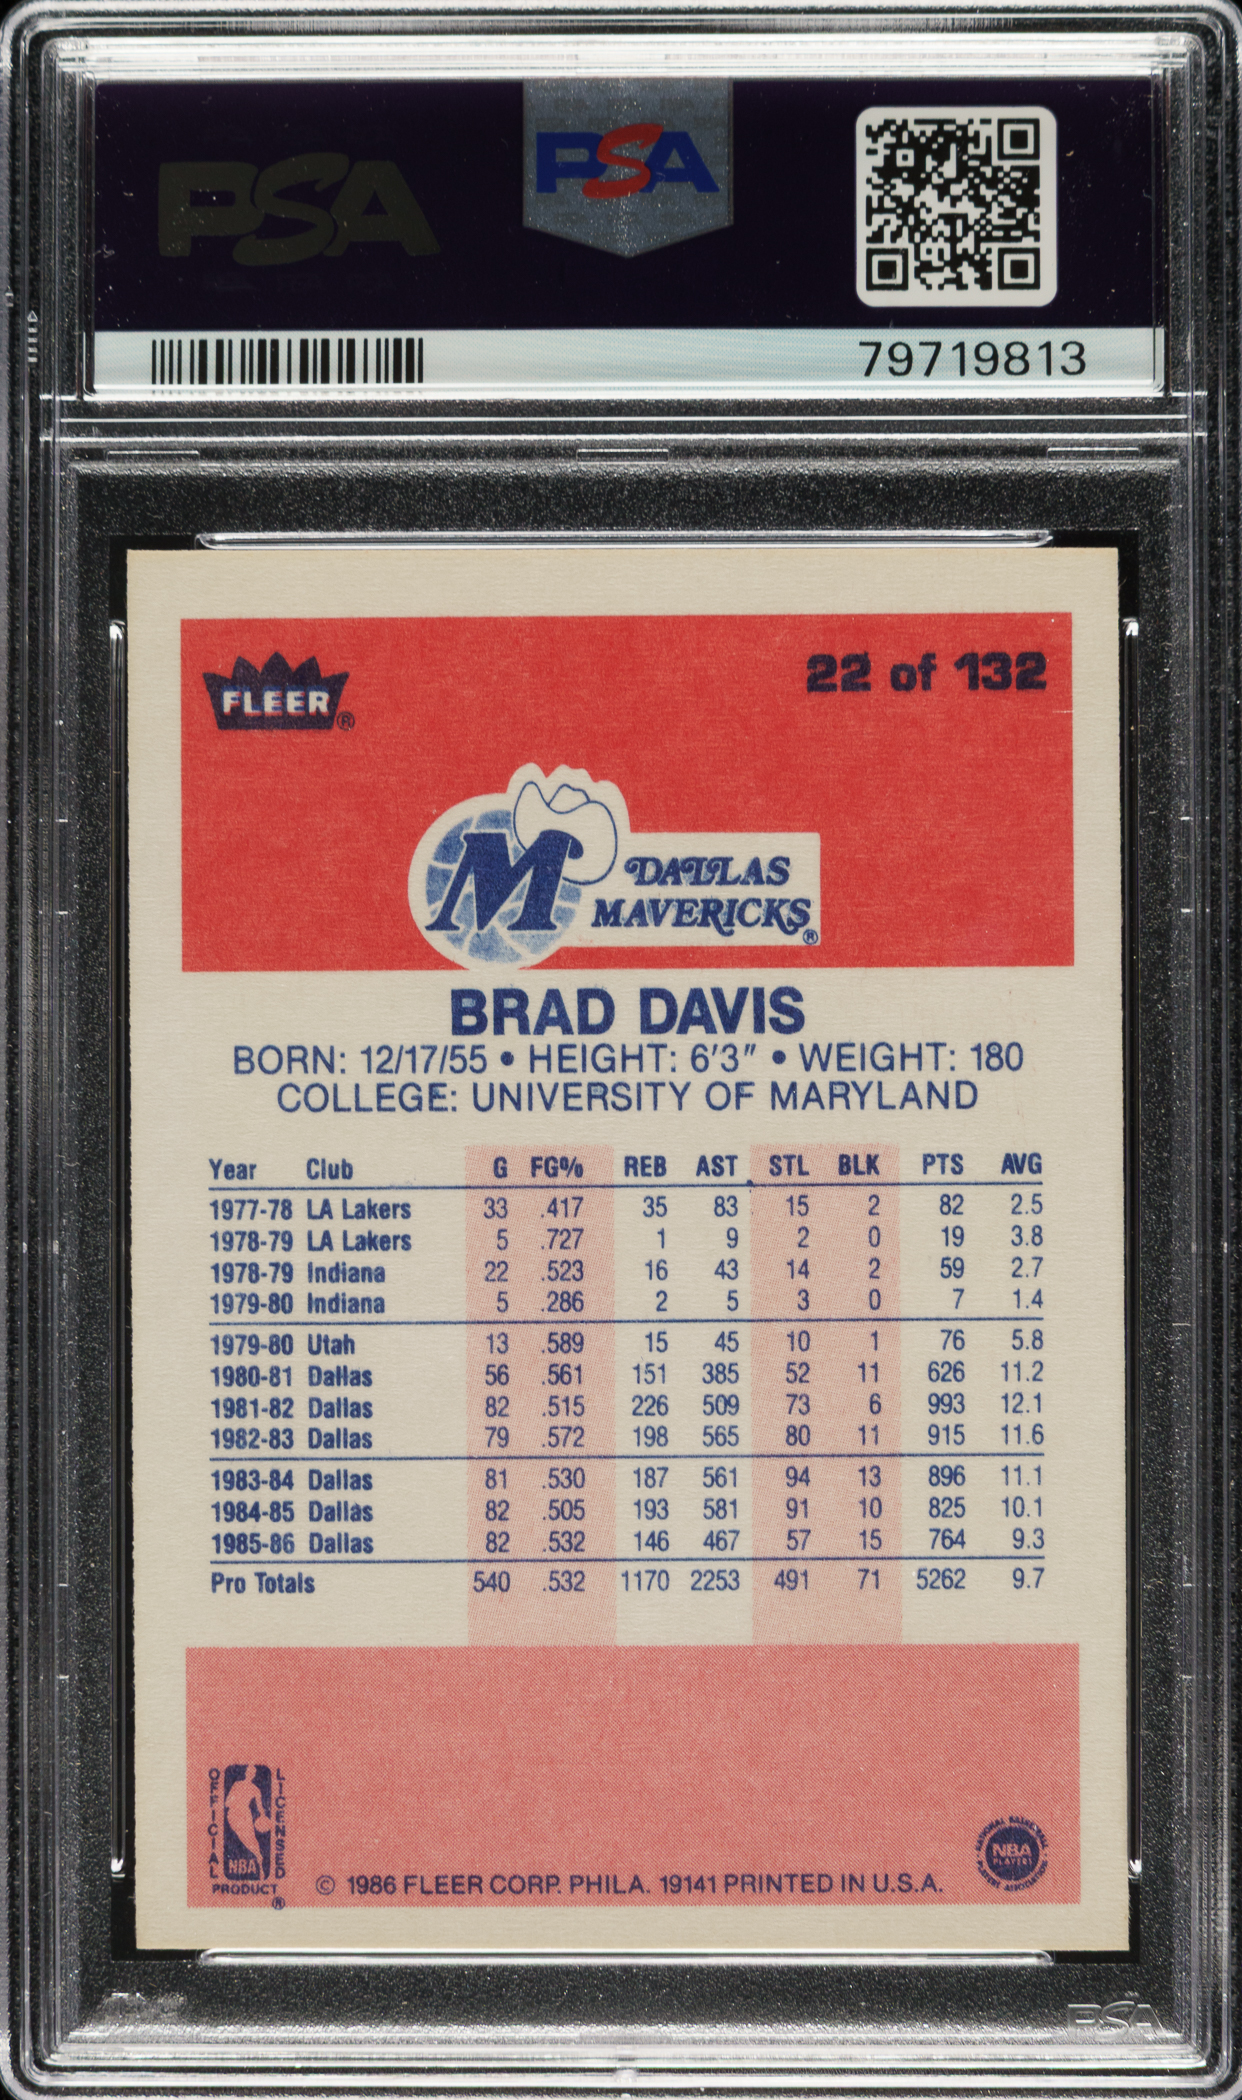 PSA
PSA
79719813
FLEER®
22 of 132
M DALLAS
MAVERICKS®
BRAD DAVIS
BORN: 12/17/55 • HEIGHT: 6'3" • WEIGHT: 180
COLLEGE: UNIVERSITY OF MARYLAND
Year Club G FG% REB AST STL BLK PTS AVG
1977-78 LA Lakers 33 .417 35 83 15 2 82 2.5
1978-79 LA Lakers 5 .727 1 9 2 0 19 3.8
1978-79 Indiana 22 .523 16 43 14 2 59 2.7
1979-80 Indiana 5 .286 2 5 3 0 7 1.4
1979-80 Utah 13 .589 15 45 10 1 76 5.8
1980-81 Dallas 56 .561 151 385 52 11 626 11.2
1981-82 Dallas 82 .515 226 509 73 6 993 12.1
1982-83 Dallas 79 .572 198 565 80 11 915 11.6
1983-84 Dallas 81 .530 187 561 94 13 896 11.1
1984-85 Dallas 82 .505 193 581 91 10 825 10.1
1985-86 Dallas 82 .532 146 467 57 15 764 9.3
Pro Totals 540 .532 1170 2253 491 71 5262 9.7
OFFICIAL LICENSED
NBA
PRODUCT ®
© 1986 FLEER CORP. PHILA. 19141 PRINTED IN U.S.A.
NATIONAL BASKETBALL
NBA
PLAYERS
PLAYERS ASSOCIATION
PSA